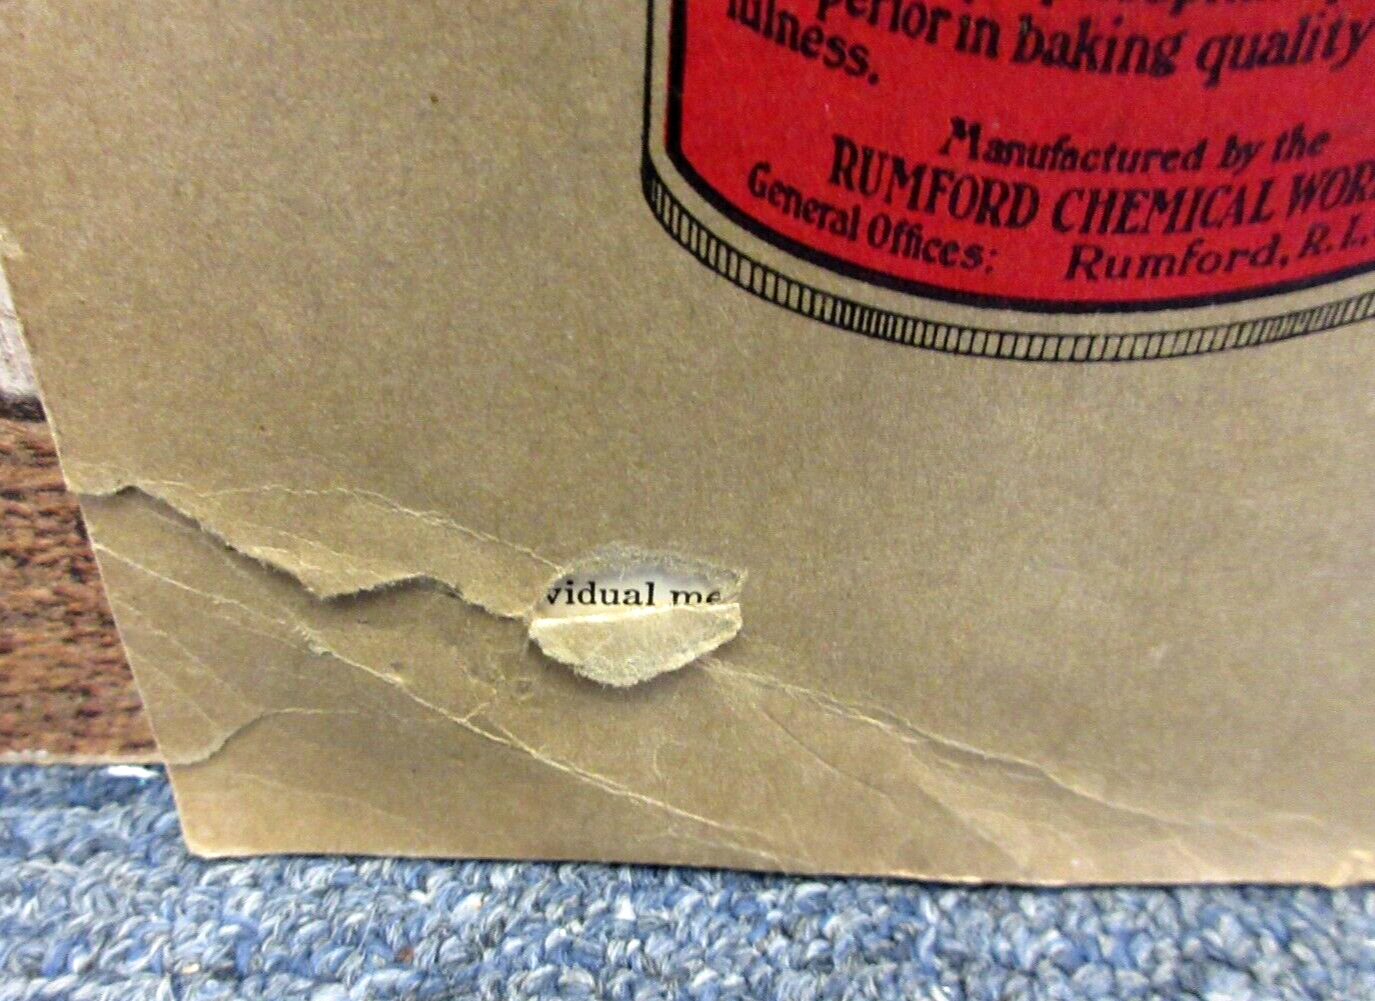 perior in baking quality
fulness.
Manufactured by the
RUMFORD CHEMICAL WOR
General Offices: Rumford, R. I.
vidual me